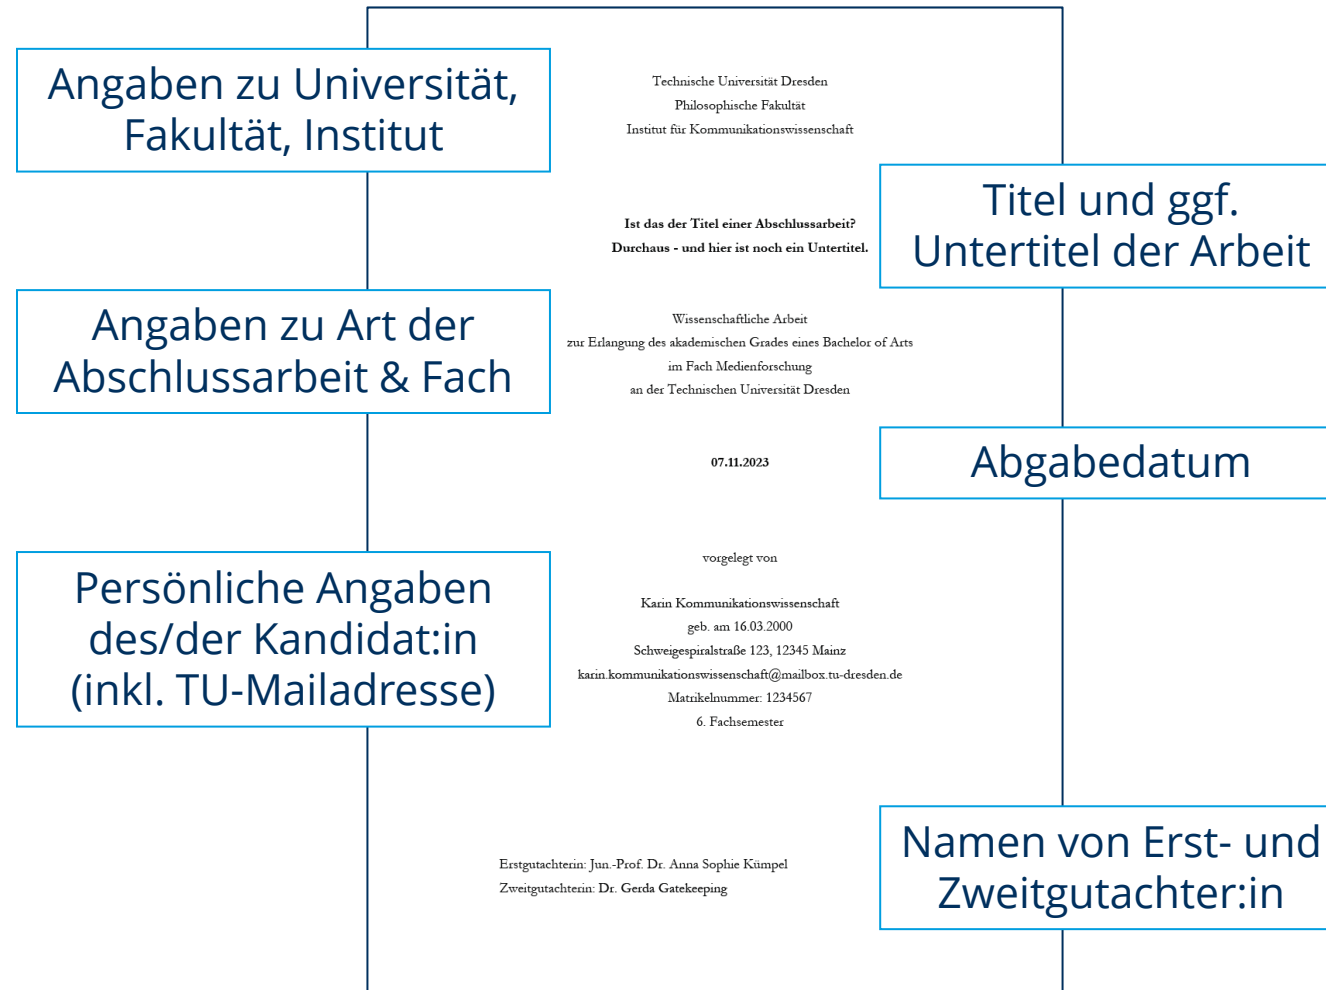 Angaben zu Universität,
Fakultät, Institut
Technische Universität Dresden
Philosophische Fakultät
Institut für Kommunikationswissenschaft
Titel und ggf.
Untertitel der Arbeit
Ist das der Titel einer Abschlussarbeit?
Durchaus - und hier ist noch ein Untertitel.
Angaben zu Art der
Abschlussarbeit & Fach
Wissenschaftliche Arbeit
zur Erlangung des akademischen Grades eines Bachelor of Arts
im Fach Medienforschung
an der Technischen Universität Dresden
Abgabedatum
07.11.2023
Persönliche Angaben
des/der Kandidat:in
(inkl. TU-Mailadresse)
vorgelegt von
Karin Kommunikationswissenschaft
geb. am 16.03.2000
Schweigespiralstraße 123, 12345 Mainz
karin.kommunikationswissenschaft@mailbox.tu-dresden.de
Matrikelnummer: 1234567
6. Fachsemester
Namen von Erst- und
Zweitgutachter:in
Erstgutachterin: Jun.-Prof. Dr. Anna Sophie Kümpel
Zweitgutachterin: Dr. Gerda Gatekeeping